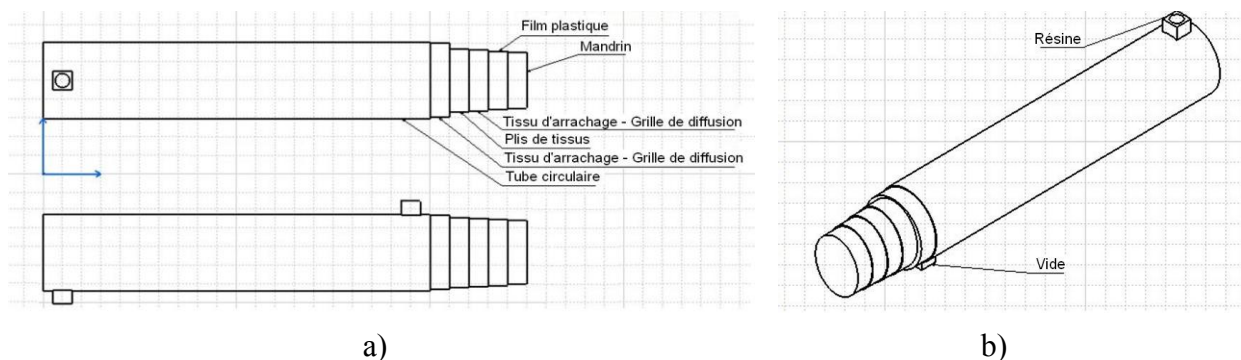 Film plastique
Mandrin
Tissu d'arrachage - Grille de diffusion
Plis de tissus
Tissu d'arrachage - Grille de diffusion
Tube circulaire
Résine
Vide
a)
b)